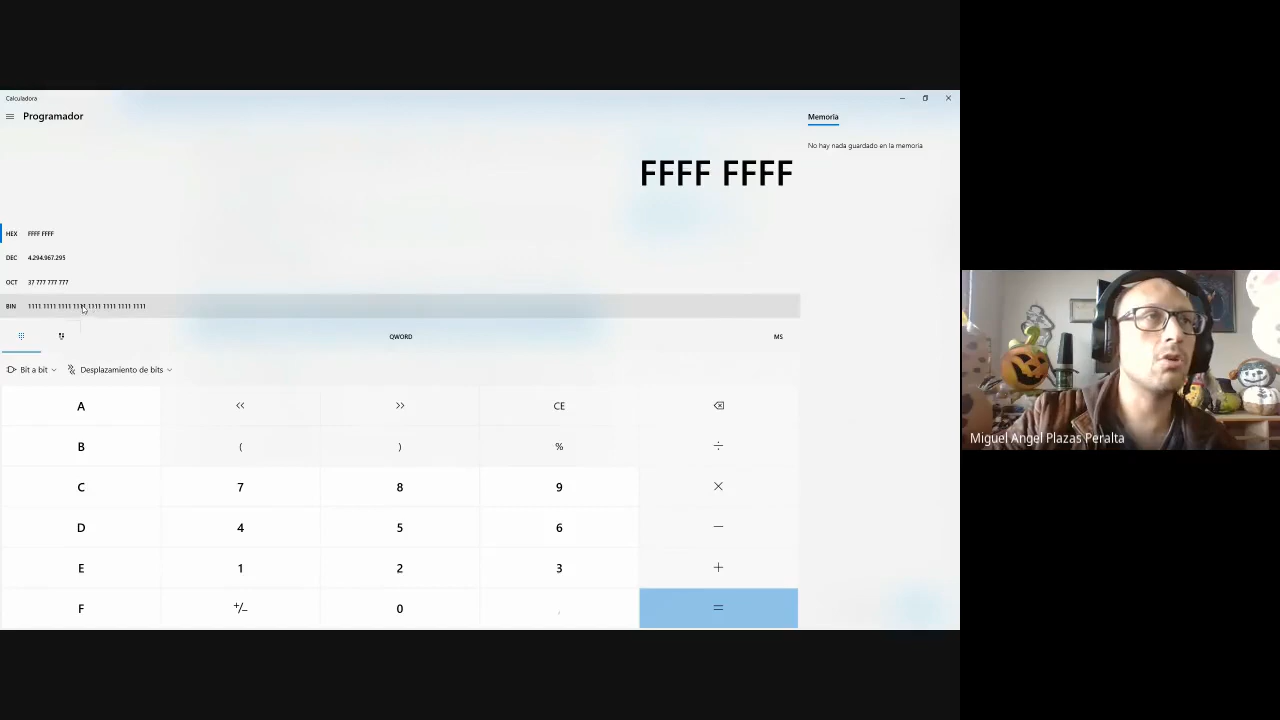 Calculadora
Programador
Memoria
No hay nada guardado en la memoria
FFFF FFFF
HEX FFFF FFFF
DEC 4.294.967.295
OCT 37 777 777 777
BIN 1111 1111 1111 1111 1111 1111 1111 1111
QWORD MS
Bit a bit Desplazamiento de bits
A << >> CE
B ( ) % ÷
C 7 8 9 ×
D 4 5 6 −
E 1 2 3 +
F +/− 0 , =
Miguel Angel Plazas Peralta